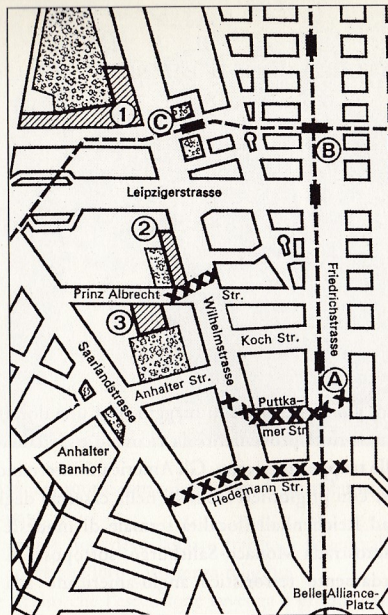 1
C
B
Leipzigerstrasse
2
Prinz Albrecht Str.
3
Wilhelmstrasse
Friedrichstrasse
Saarlandstrasse
Koch Str.
Anhalter Str.
A
Puttka-
mer Str.
Anhalter
Banhof
Hedemann Str.
Belle Alliance-
Platz